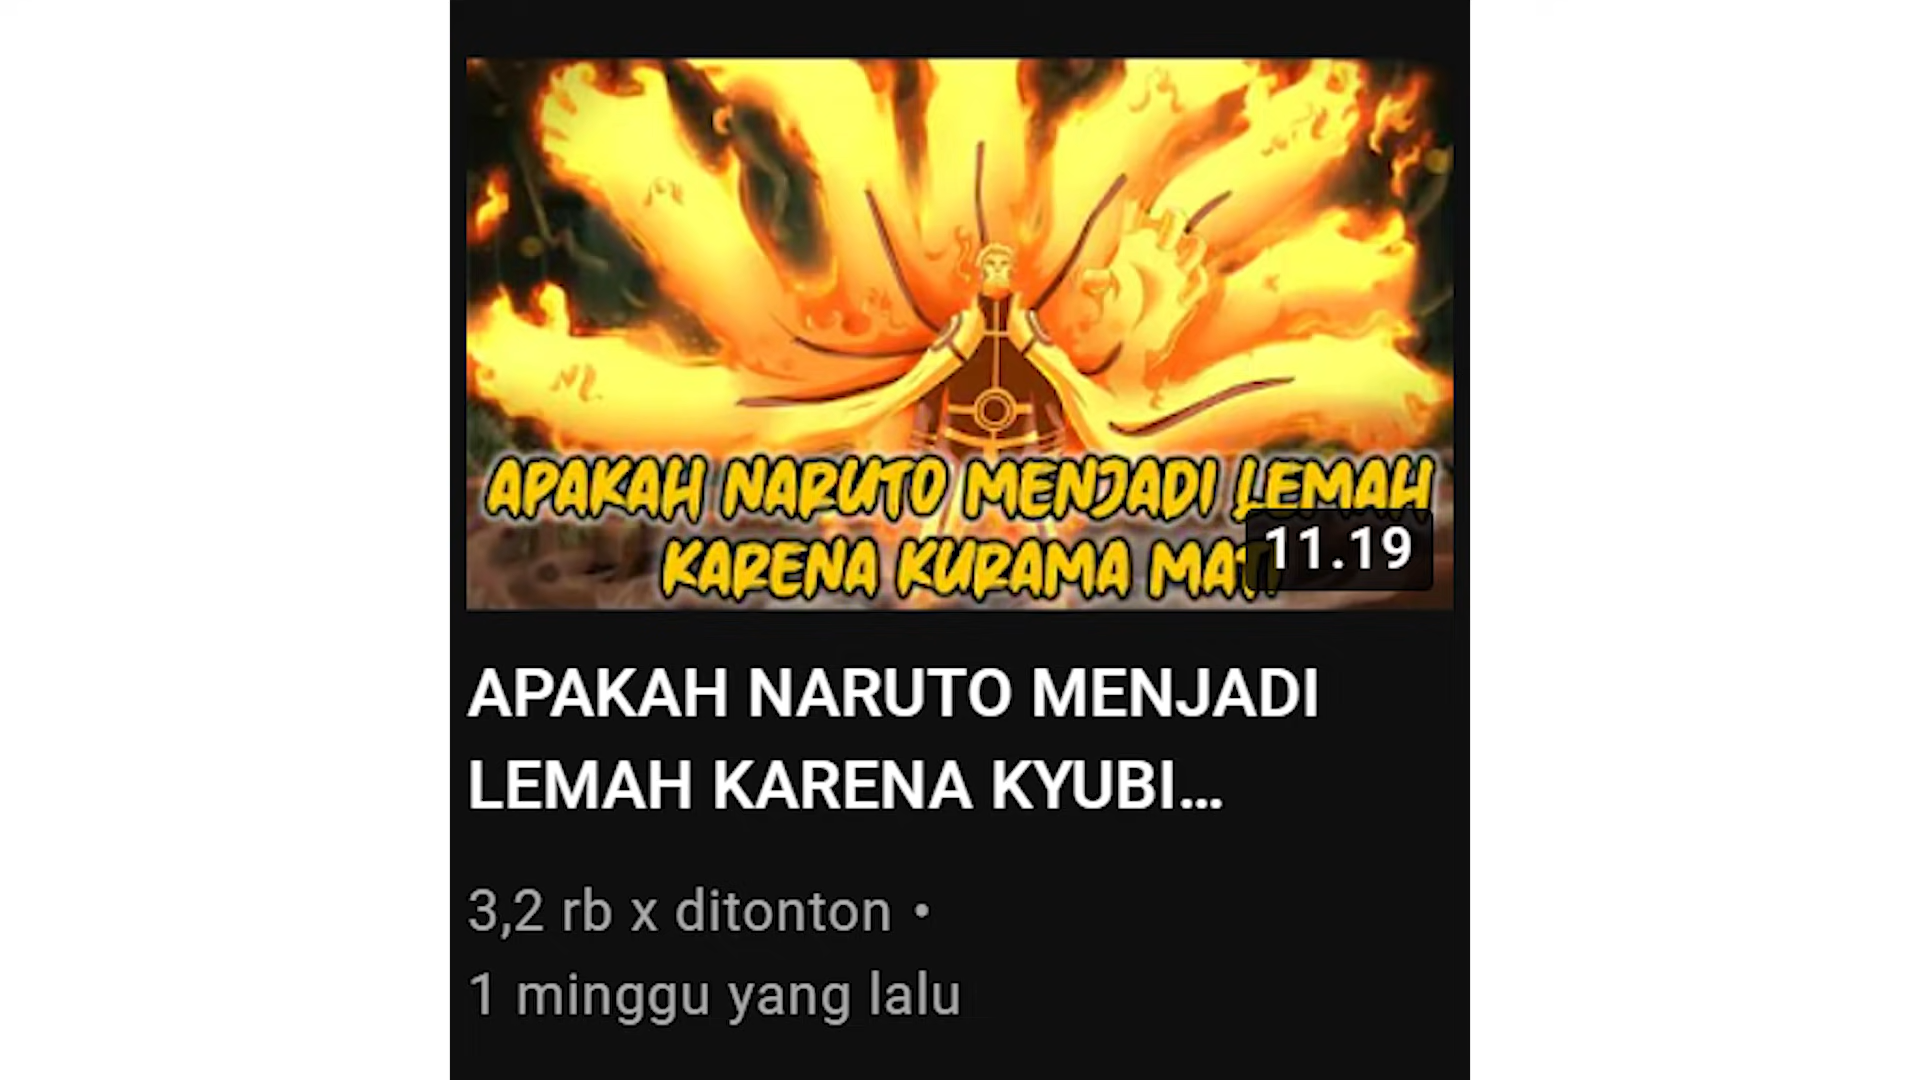 APAKAH NARUTO MENJADI LEMAH
KARENA KURAMA MATI
11.19
APAKAH NARUTO MENJADI
LEMAH KARENA KYUBI...
3,2 rb x ditonton •
1 minggu yang lalu